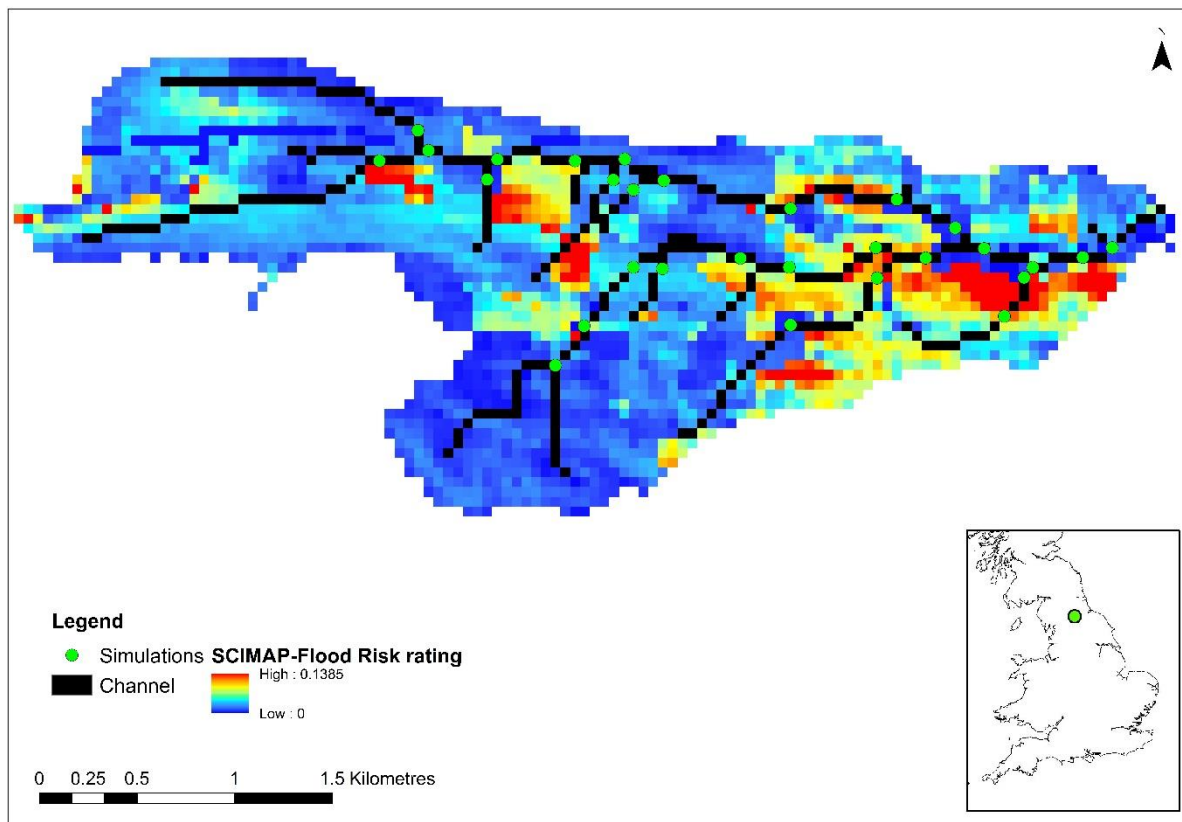 Legend
Simulations SCIMAP-Flood Risk rating
High : 0.1385
Channel
Low : 0
0 0.25 0.5 1 1.5 Kilometres